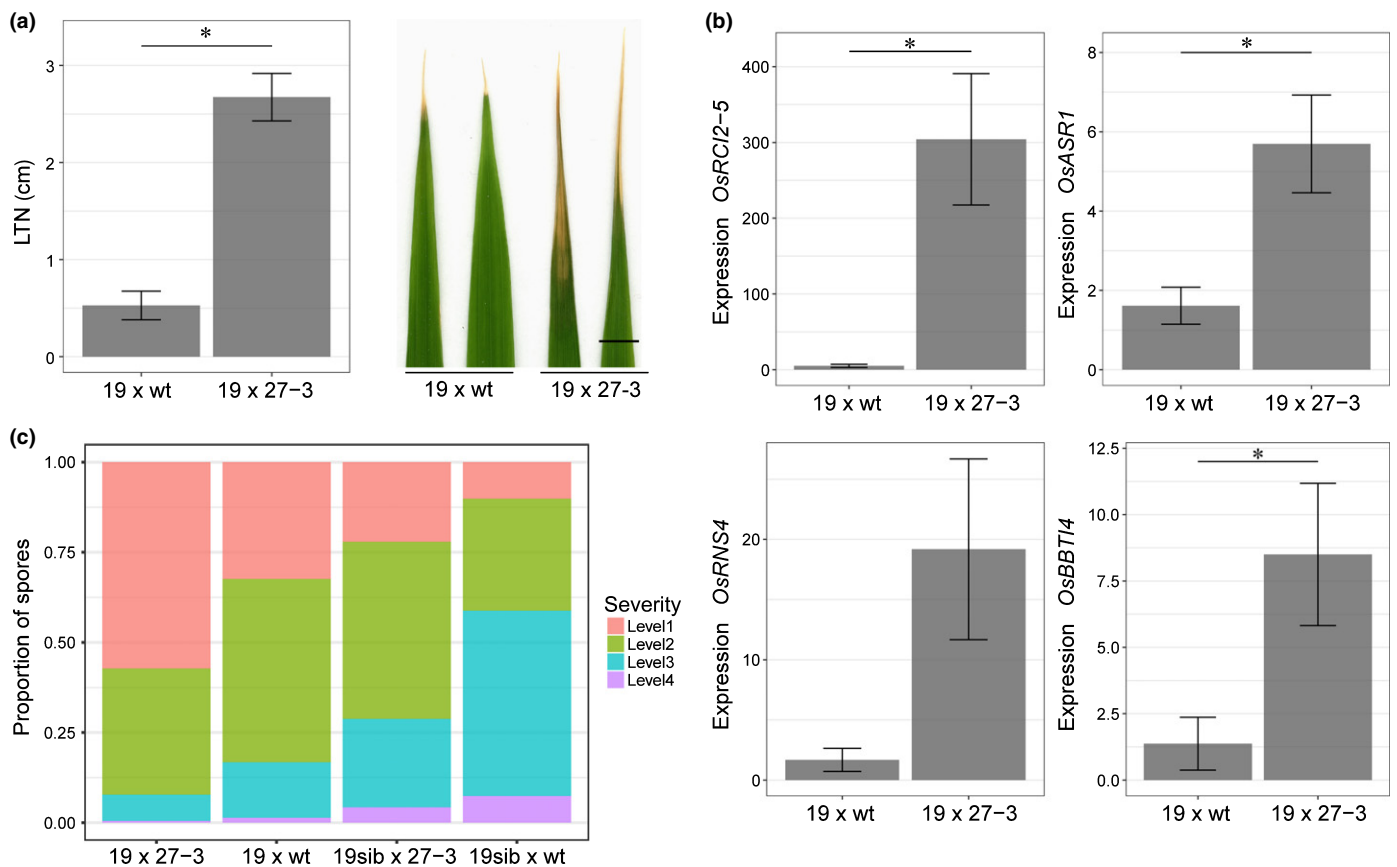 (a)
*
3
2
1
0
LTN (cm)
19 x wt
19 x 27−3
19 x wt
19 x 27-3
(b)
*
400
300
200
100
0
Expression OsRCI2−5
19 x wt
19 x 27−3
*
8
6
4
2
0
Expression OsASR1
19 x wt
19 x 27−3
(c)
1.00
0.75
0.50
0.25
0.00
Proportion of spores
19 x 27−3
19 x wt
19sib x 27−3
19sib x wt
Severity
Level1
Level2
Level3
Level4
20
10
0
Expression OsRNS4
19 x wt
19 x 27−3
*
12.5
10.0
7.5
5.0
2.5
0.0
Expression OsBBTI4
19 x wt
19 x 27−3